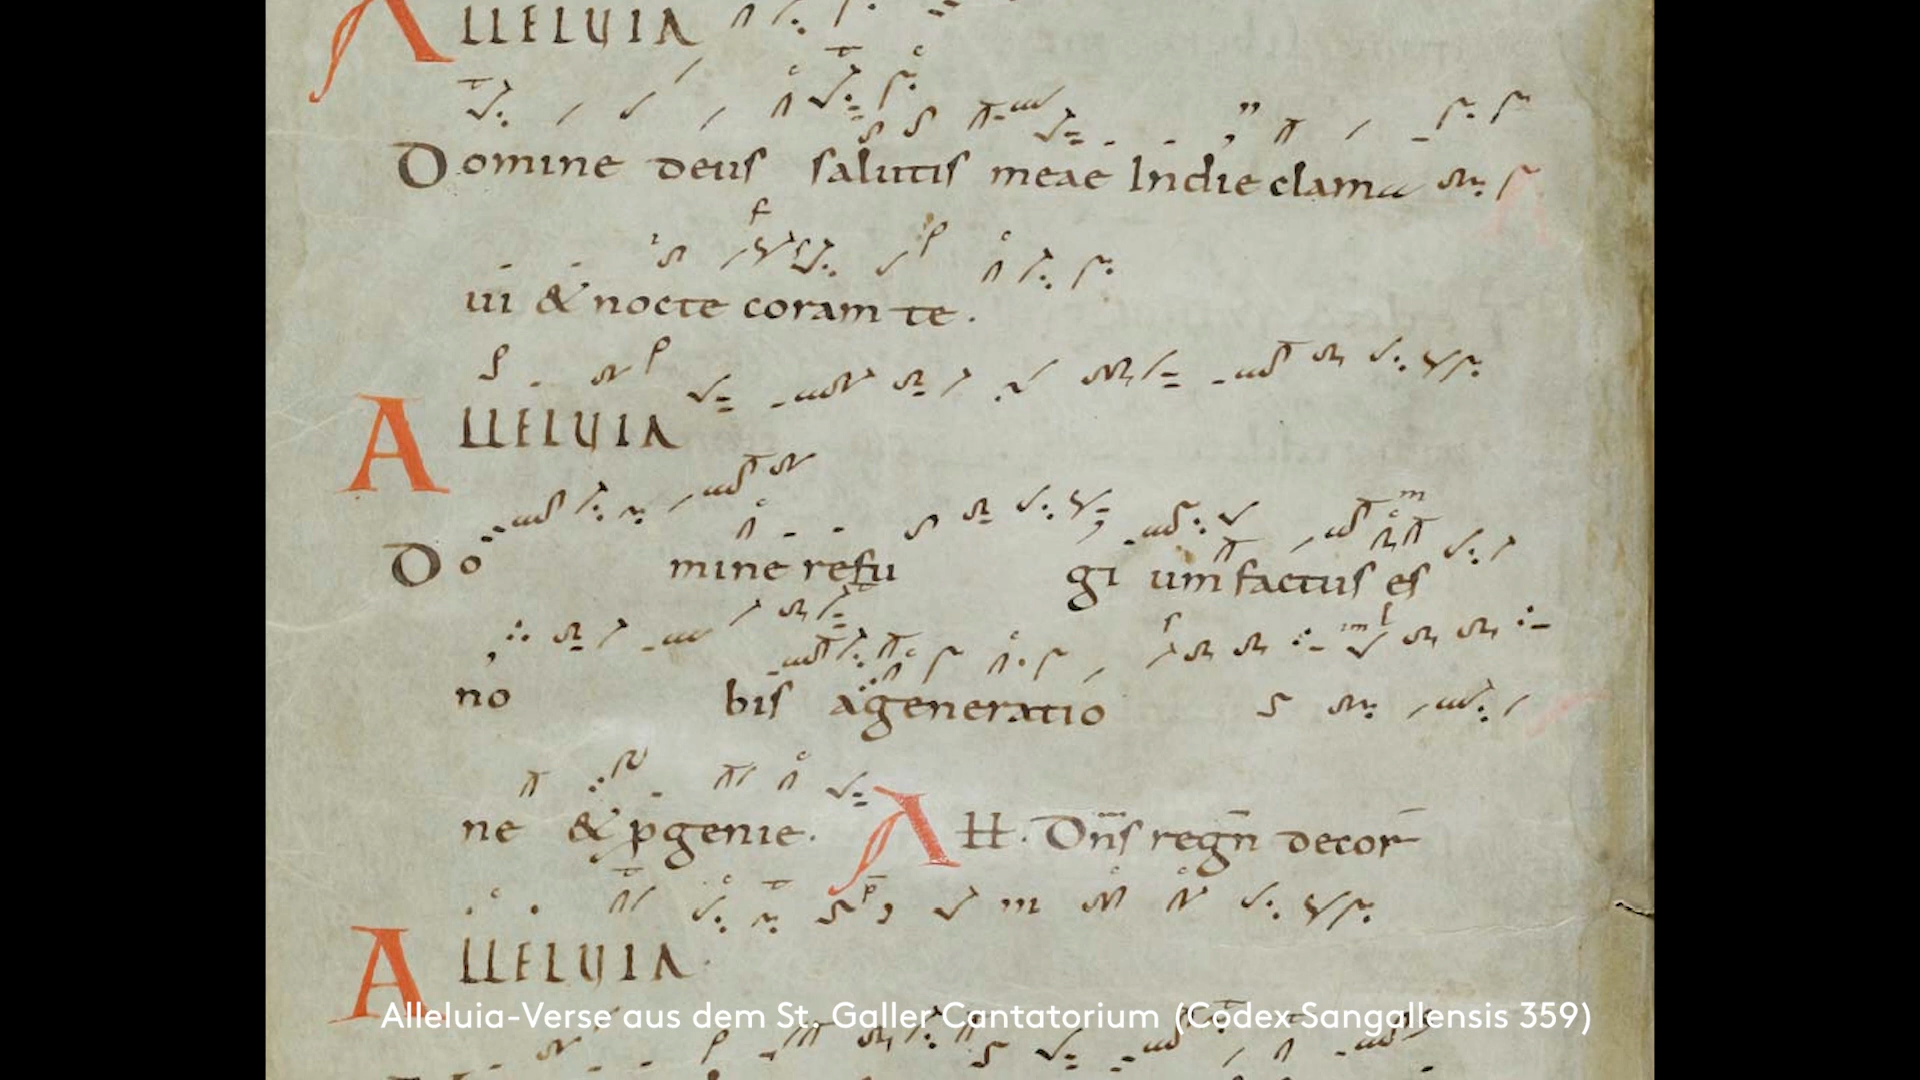 ALLELUIA
Domine deus salutis meae In die clama
ui & nocte coram te.
ALLELUIA
Do mine refu gi um factus es
no bis a generatio
ne & pgenie. All. Dns regn decor
ALLELUIA.
Alleluia-Verse aus dem St. Galler Cantatorium (Codex Sangallensis 359)